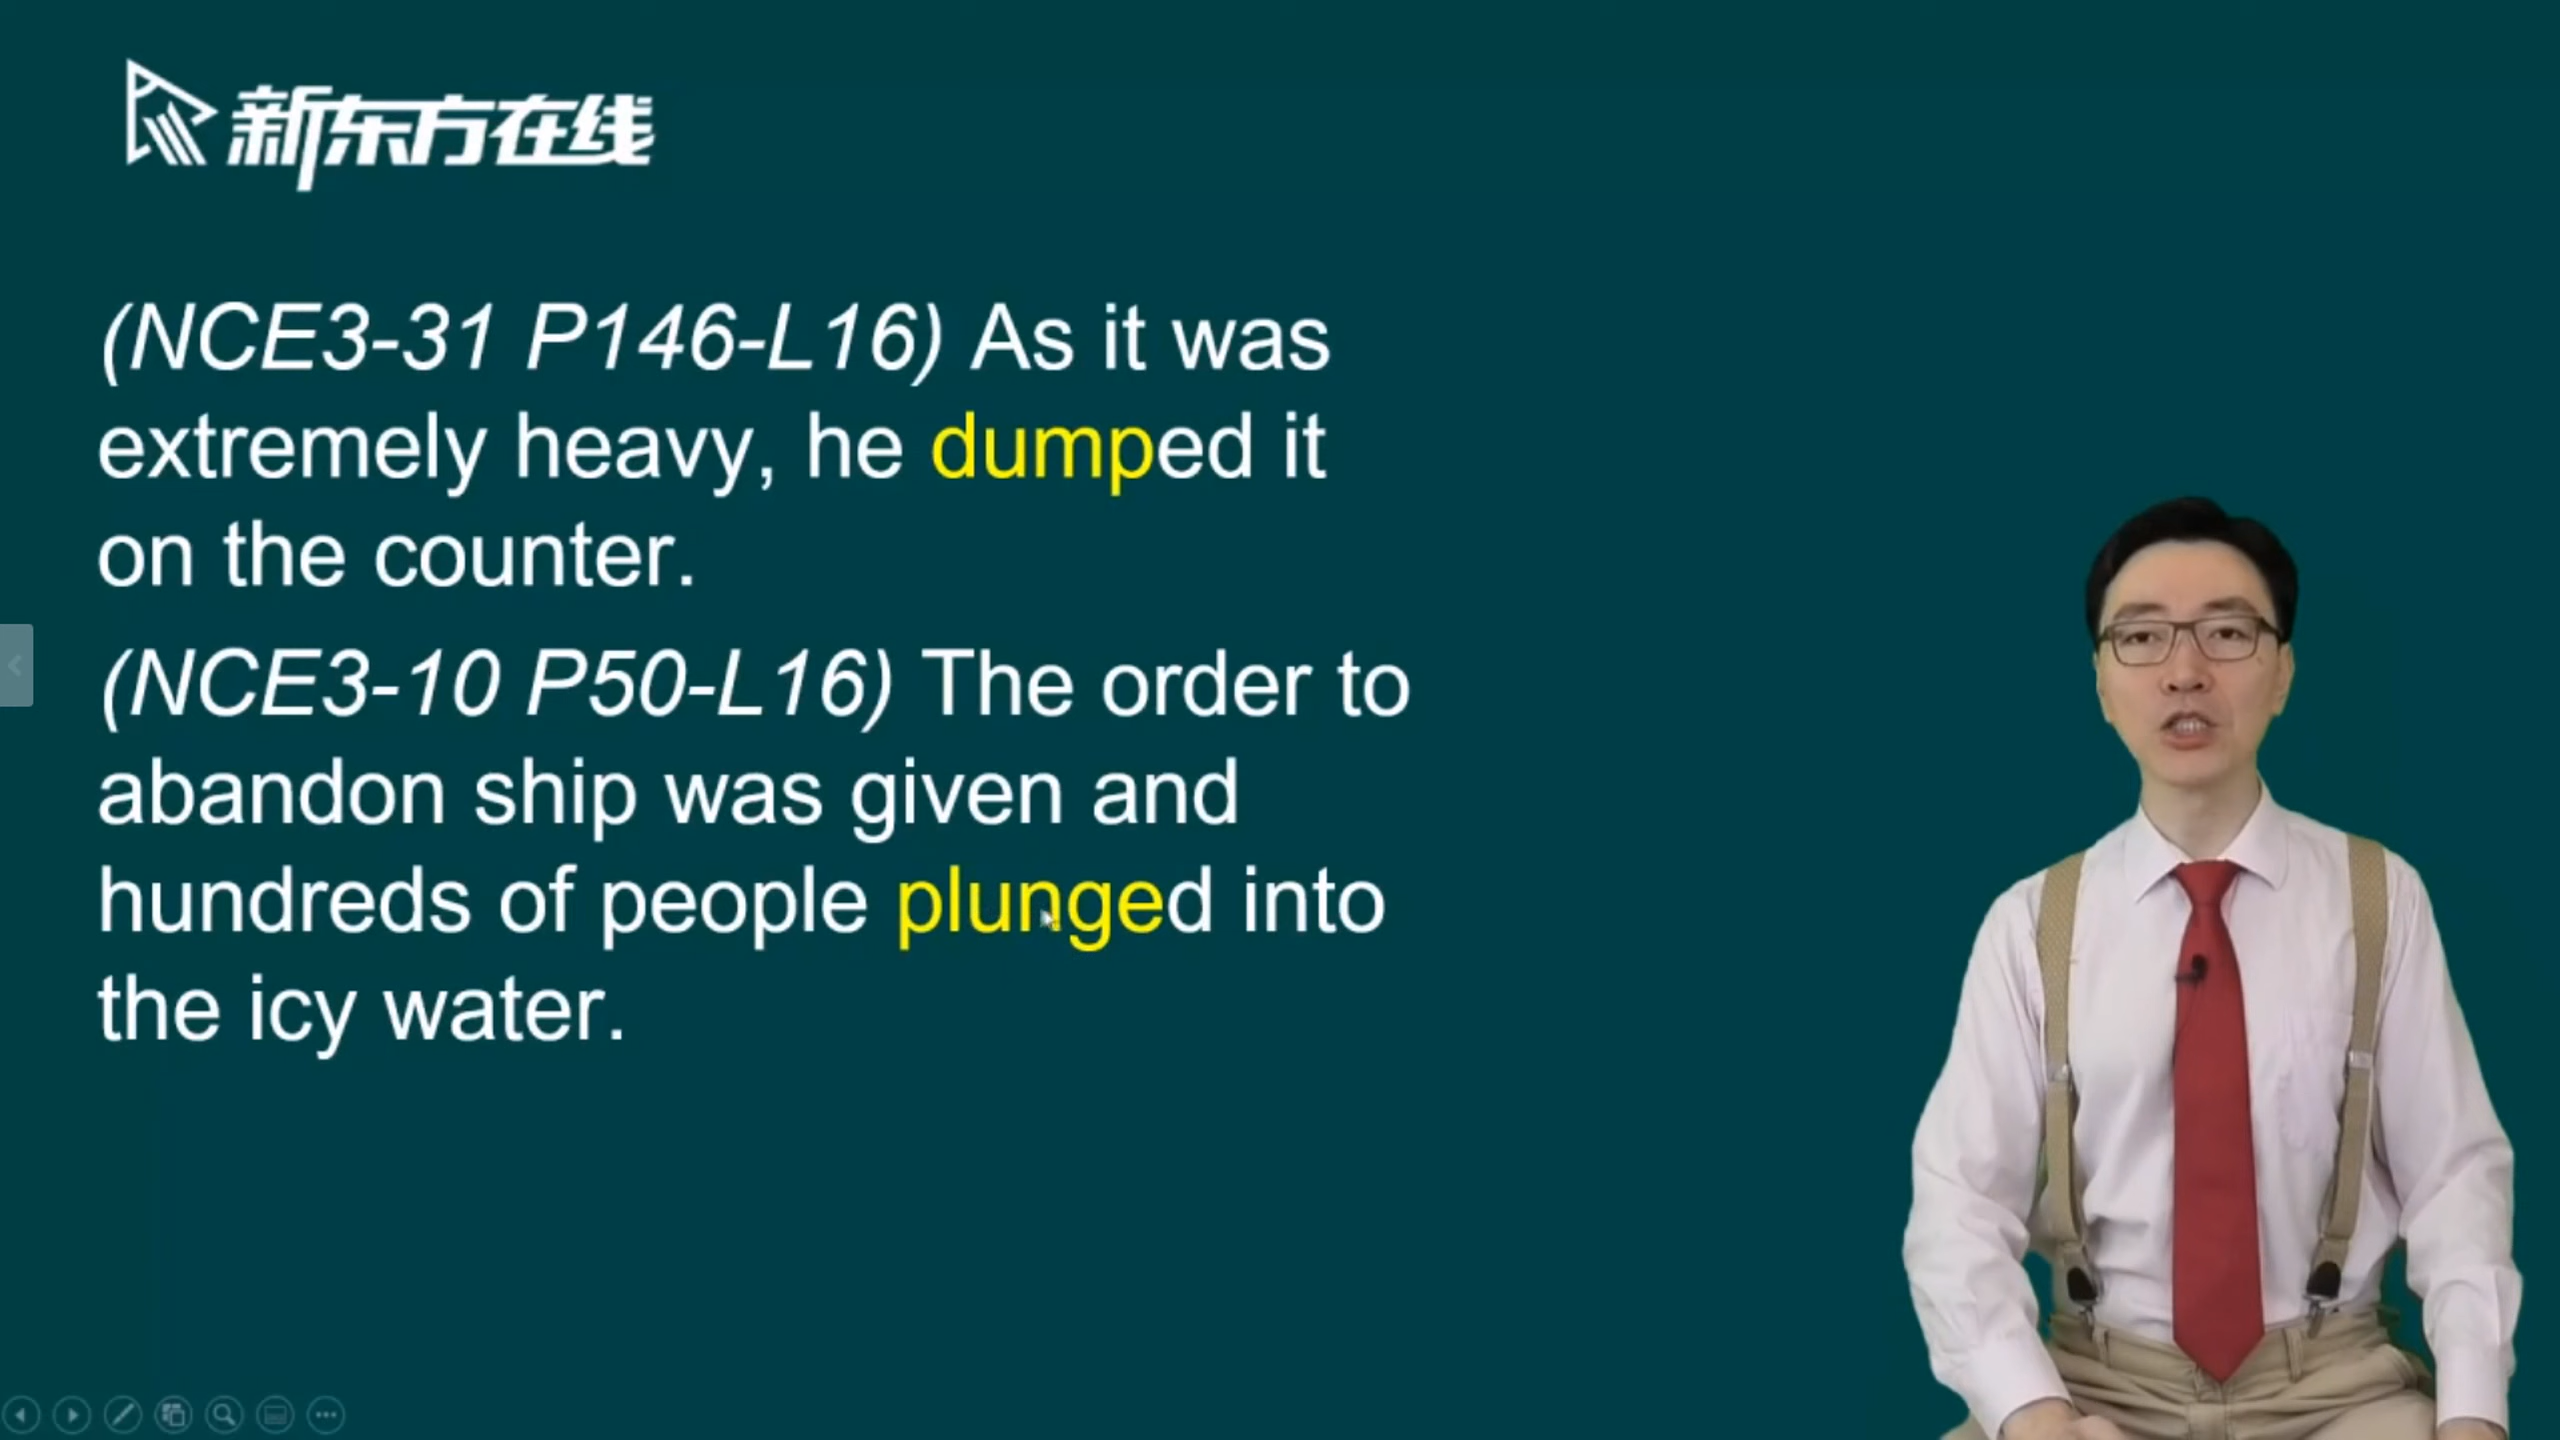 新东方在线
(NCE3-31 P146-L16) As it was
extremely heavy, he dumped it
on the counter.
(NCE3-10 P50-L16) The order to
abandon ship was given and
hundreds of people plunged into
the icy water.